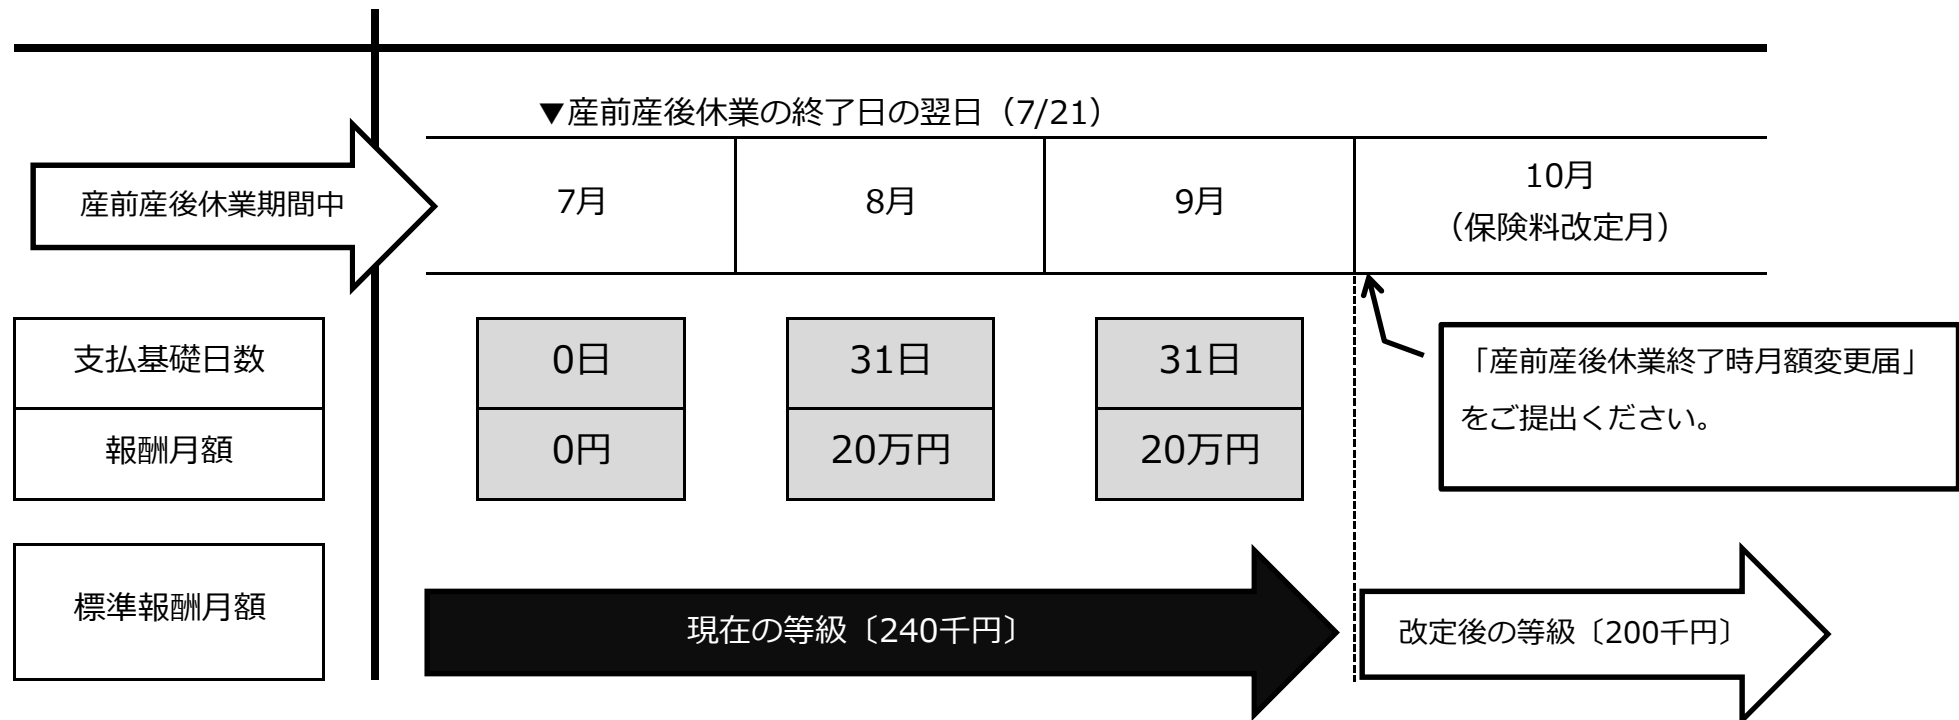 ▼産前産後休業の終了日の翌日（7/21）
産前産後休業期間中
7月
8月
9月
10月
（保険料改定月）
支払基礎日数
0日
31日
31日
「産前産後休業終了時月額変更届」
をご提出ください。
報酬月額
0円
20万円
20万円
標準報酬月額
現在の等級〔240千円〕
改定後の等級〔200千円〕